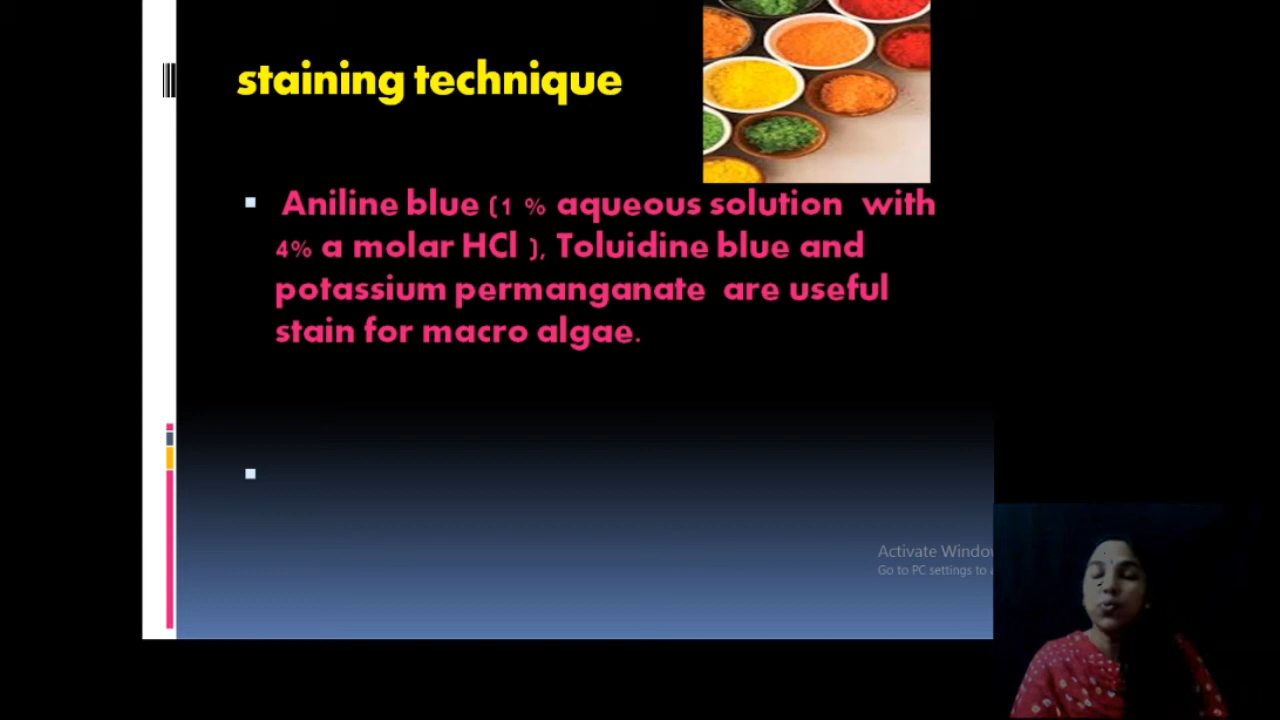 staining technique
Aniline blue (1 % aqueous solution with
4% a molar HCl ), Toluidine blue and
potassium permanganate are useful
stain for macro algae.
Activate Windo
Go to PC settings to